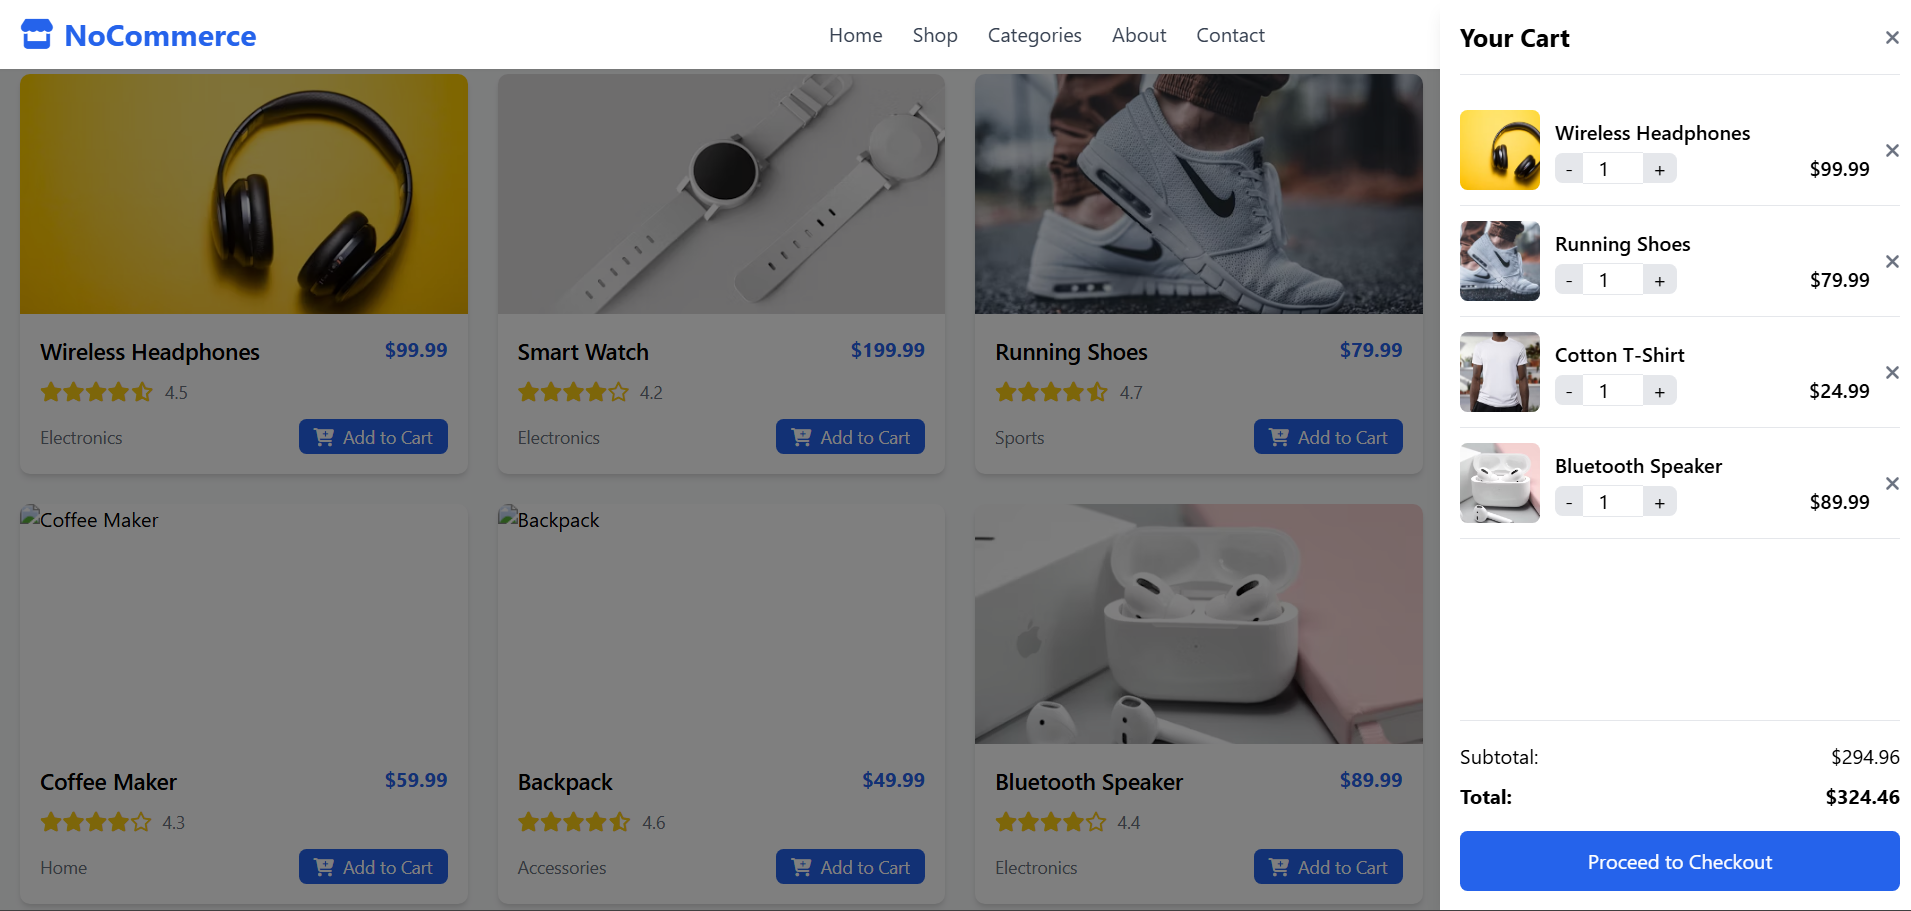 NoCommerce
Home Shop Categories About Contact
Wireless Headphones $99.99
4.5
Electronics Add to Cart
Smart Watch $199.99
4.2
Electronics Add to Cart
Running Shoes $79.99
4.7
Sports Add to Cart
Coffee Maker
Coffee Maker $59.99
4.3
Home Add to Cart
Backpack
Backpack $49.99
4.6
Accessories Add to Cart
Bluetooth Speaker $89.99
4.4
Electronics Add to Cart
Your Cart ×
Wireless Headphones
- 1 + $99.99 ×
Running Shoes
- 1 + $79.99 ×
Cotton T-Shirt
- 1 + $24.99 ×
Bluetooth Speaker
- 1 + $89.99 ×
Subtotal: $294.96
Total: $324.46
Proceed to Checkout